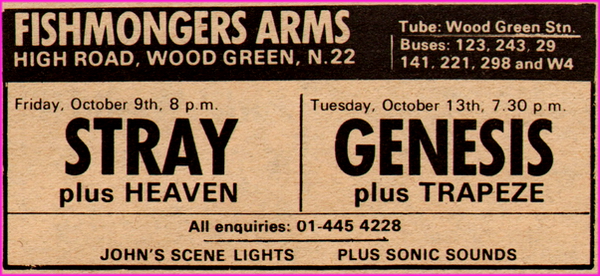 FISHMONGERS ARMS
HIGH ROAD, WOOD GREEN, N.22
Tube: Wood Green Stn.
Buses: 123, 243, 29
141, 221, 298 and W4
Friday, October 9th, 8 p.m.
STRAY
plus HEAVEN
Tuesday, October 13th, 7.30 p.m.
GENESIS
plus TRAPEZE
All enquiries: 01-445 4228
JOHN'S SCENE LIGHTS PLUS SONIC SOUNDS